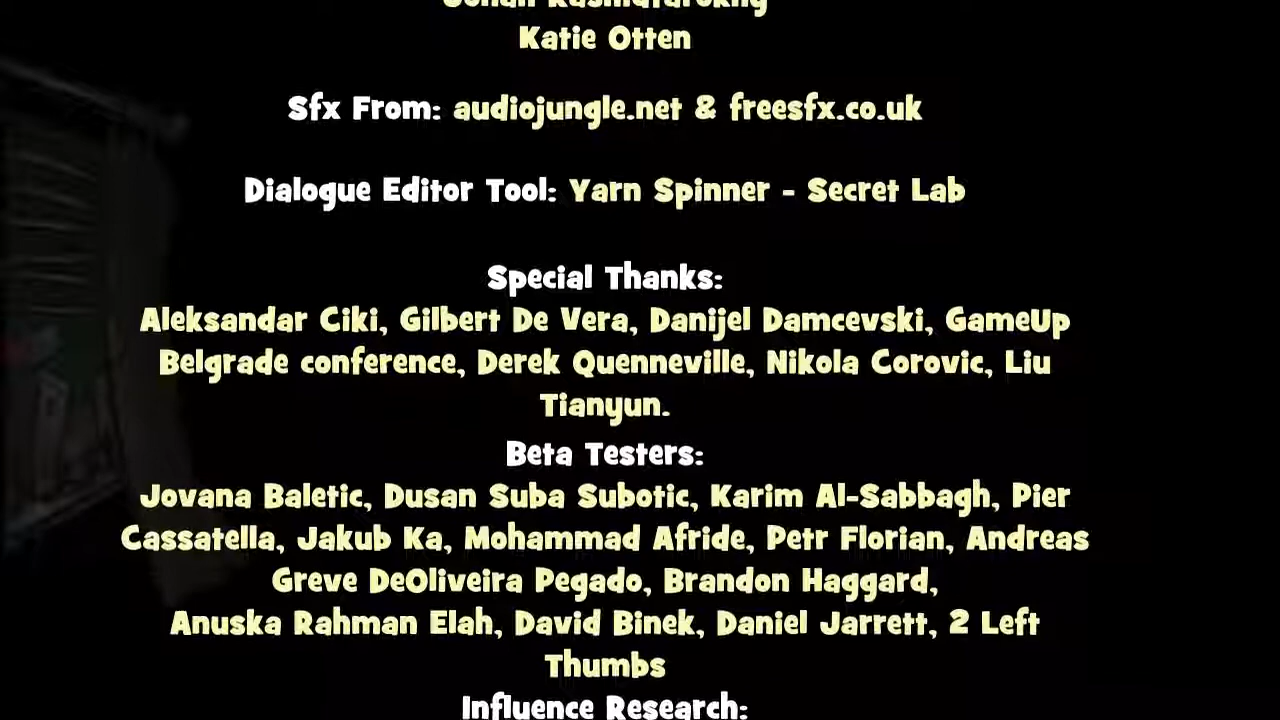 Katie Otten
Sfx From: audiojungle.net & freesfx.co.uk
Dialogue Editor Tool: Yarn Spinner - Secret Lab
Special Thanks:
Aleksandar Ciki, Gilbert De Vera, Danijel Damcevski, GameUp
Belgrade conference, Derek Quenneville, Nikola Corovic, Liu
Tianyun.
Beta Testers:
Jovana Baletic, Dusan Suba Subotic, Karim Al-Sabbagh, Pier
Cassatella, Jakub Ka, Mohammad Afride, Petr Florian, Andreas
Greve DeOliveira Pegado, Brandon Haggard,
Anuska Rahman Elah, David Binek, Daniel Jarrett, 2 Left
Thumbs
Influence Research: